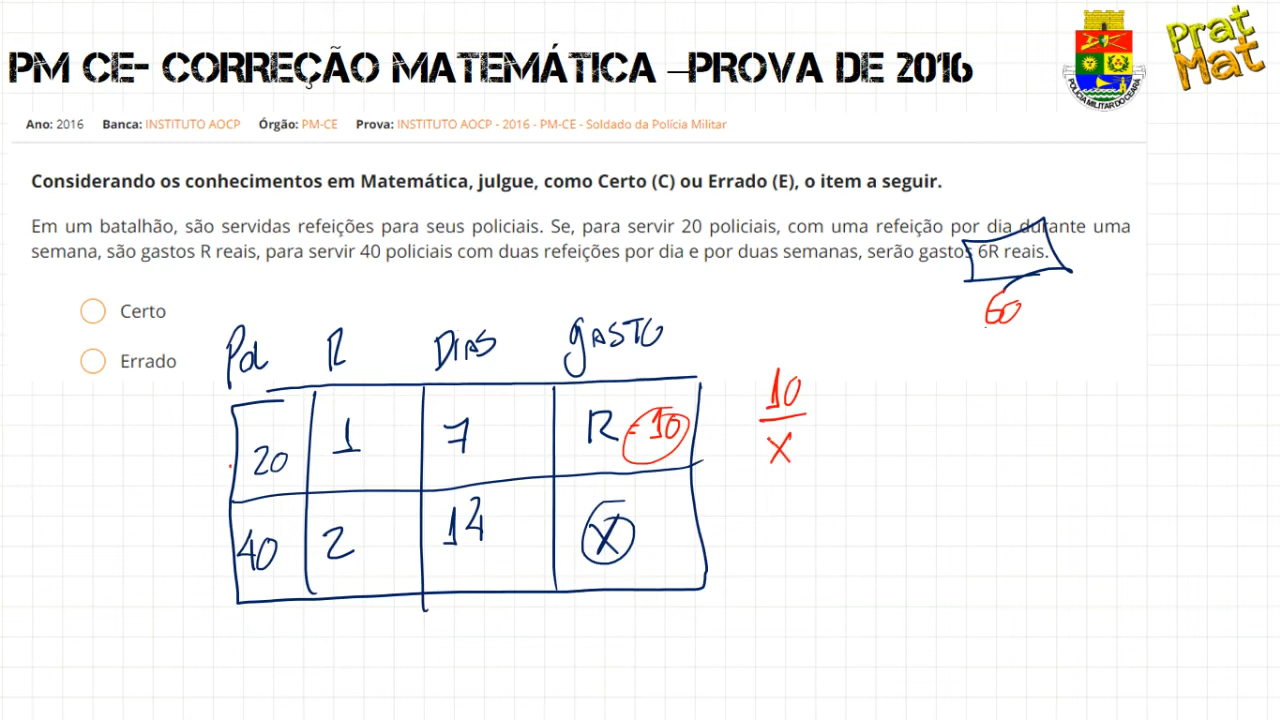 PM CE- CORREÇÃO MATEMÁTICA –PROVA DE 2016
Prat
Mat
POLÍCIA MILITAR DO CEARÁ
Ano: 2016 Banca: INSTITUTO AOCP Órgão: PM-CE Prova: INSTITUTO AOCP - 2016 - PM-CE - Soldado da Polícia Militar
Considerando os conhecimentos em Matemática, julgue, como Certo (C) ou Errado (E), o item a seguir.
Em um batalhão, são servidas refeições para seus policiais. Se, para servir 20 policiais, com uma refeição por dia durante uma
semana, são gastos R reais, para servir 40 policiais com duas refeições por dia e por duas semanas, serão gastos 6R reais.
60
Certo
Errado
Pol R DIAS GASTO
20 1 7 R =10
40 2 14 X
10
X